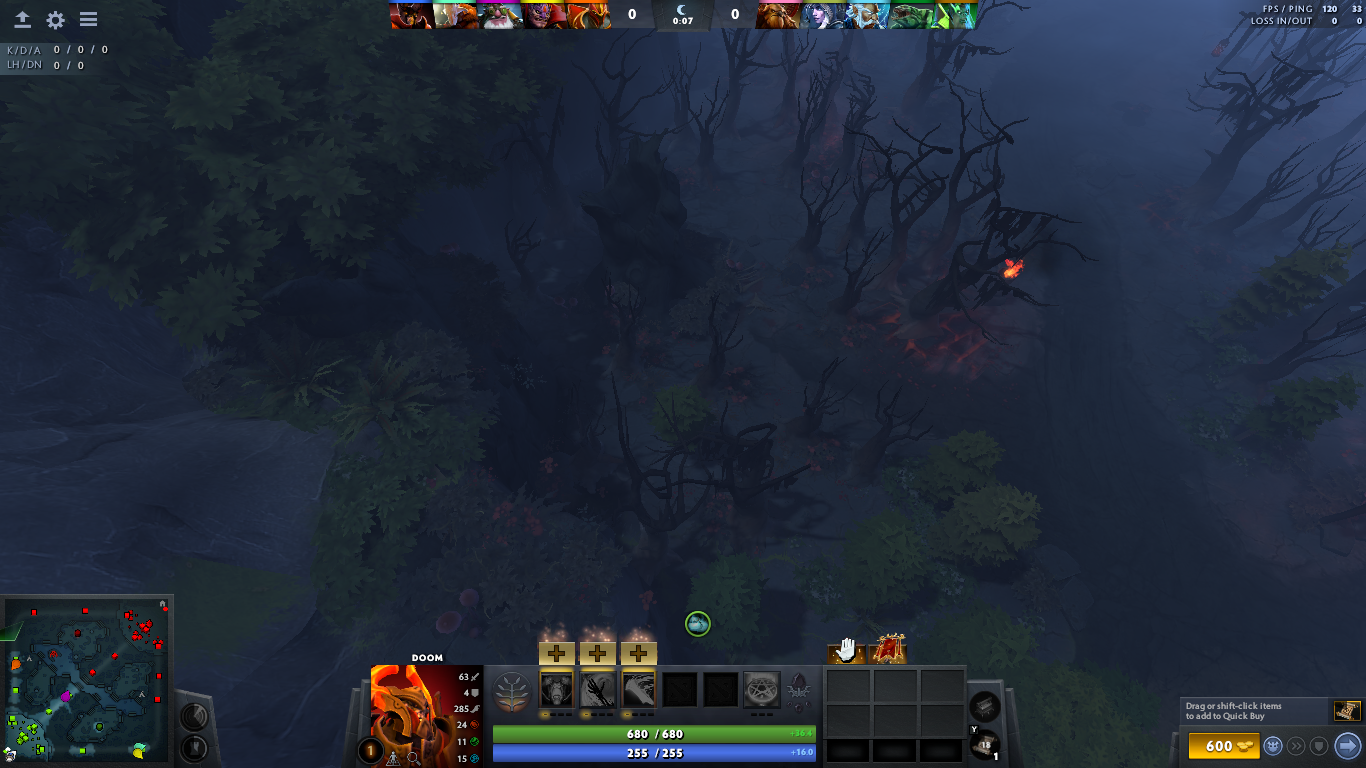 0 0:07 0
FPS / PING 120 33
LOSS IN/OUT 0 0
K/D/A 0 / 0 / 0
LH/DN 0 / 0
DOOM
63
4
285
24
11
15
1
680 / 680 +36.4
255 / 255 +16.0
Y
18
1
Drag or shift-click items
to add to Quick Buy
600